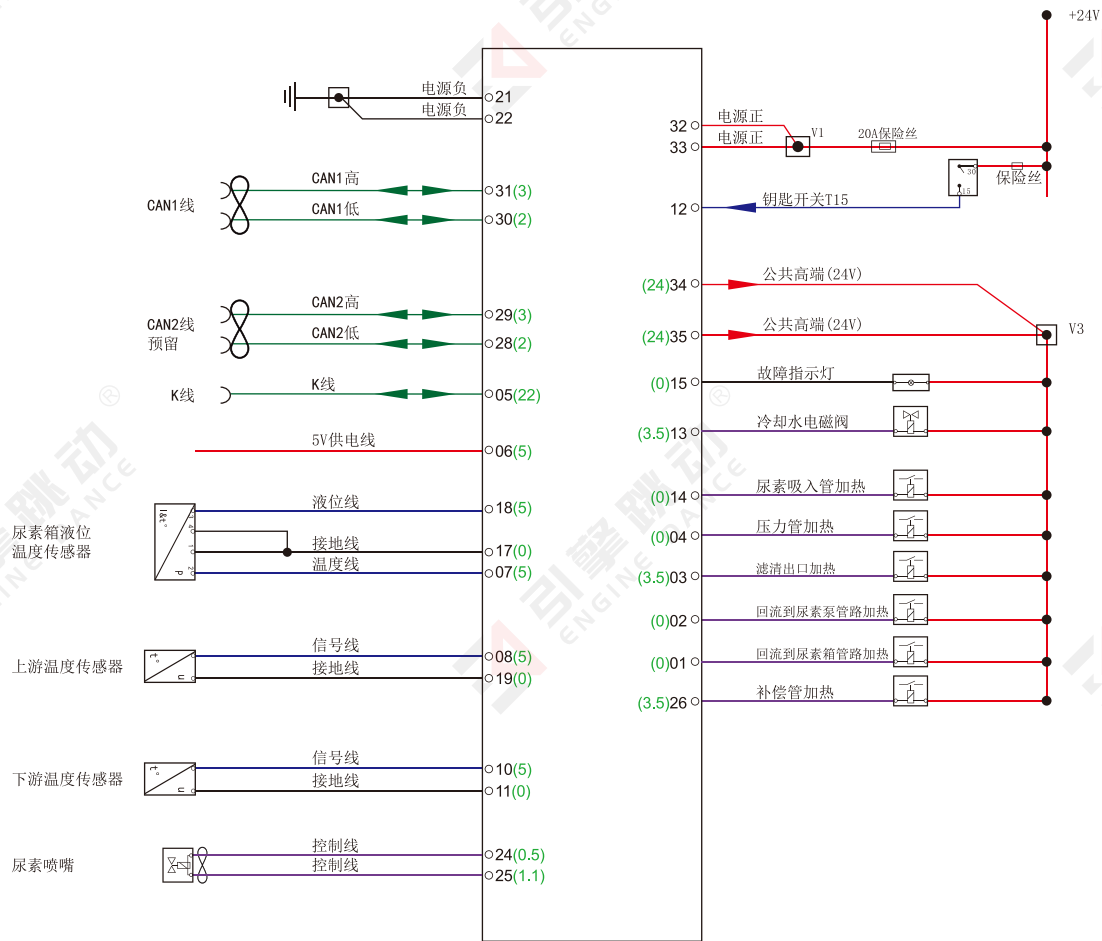 +24V
电源负
21
电源负
22
电源正
32
V1
20A保险丝
电源正
33
30
保险丝
15
CAN1线
CAN1高
31(3)
CAN1低
30(2)
钥匙开关T15
12
公共高端(24V)
(24)34
CAN2线
预留
CAN2高
29(3)
CAN2低
28(2)
公共高端(24V)
(24)35
V3
K线
K线
05(22)
故障指示灯
(0)15
冷却水电磁阀
(3.5)13
5V供电线
06(5)
尿素箱液位
温度传感器
l&t°
p
3
4
1
2
液位线
18(5)
接地线
17(0)
温度线
07(5)
尿素吸入管加热
(0)14
压力管加热
(0)04
滤清出口加热
(3.5)03
回流到尿素泵管路加热
(0)02
回流到尿素箱管路加热
(0)01
补偿管加热
(3.5)26
上游温度传感器
t°
u
信号线
08(5)
接地线
19(0)
下游温度传感器
t°
u
信号线
10(5)
接地线
11(0)
尿素喷嘴
控制线
24(0.5)
控制线
25(1.1)
引擎跳动
ENGINE DANCE
®